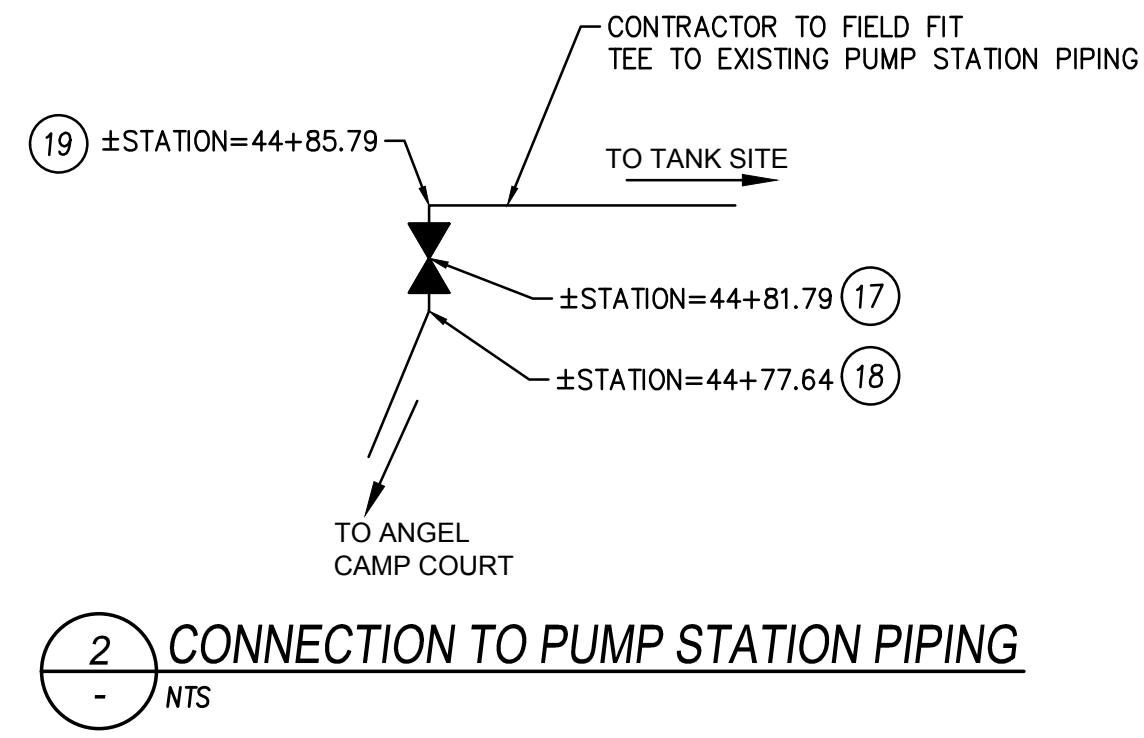 CONTRACTOR TO FIELD FIT
TEE TO EXISTING PUMP STATION PIPING
19 ±STATION=44+85.79
TO TANK SITE
±STATION=44+81.79 17
±STATION=44+77.64 18
TO ANGEL
CAMP COURT
2 CONNECTION TO PUMP STATION PIPING
- NTS